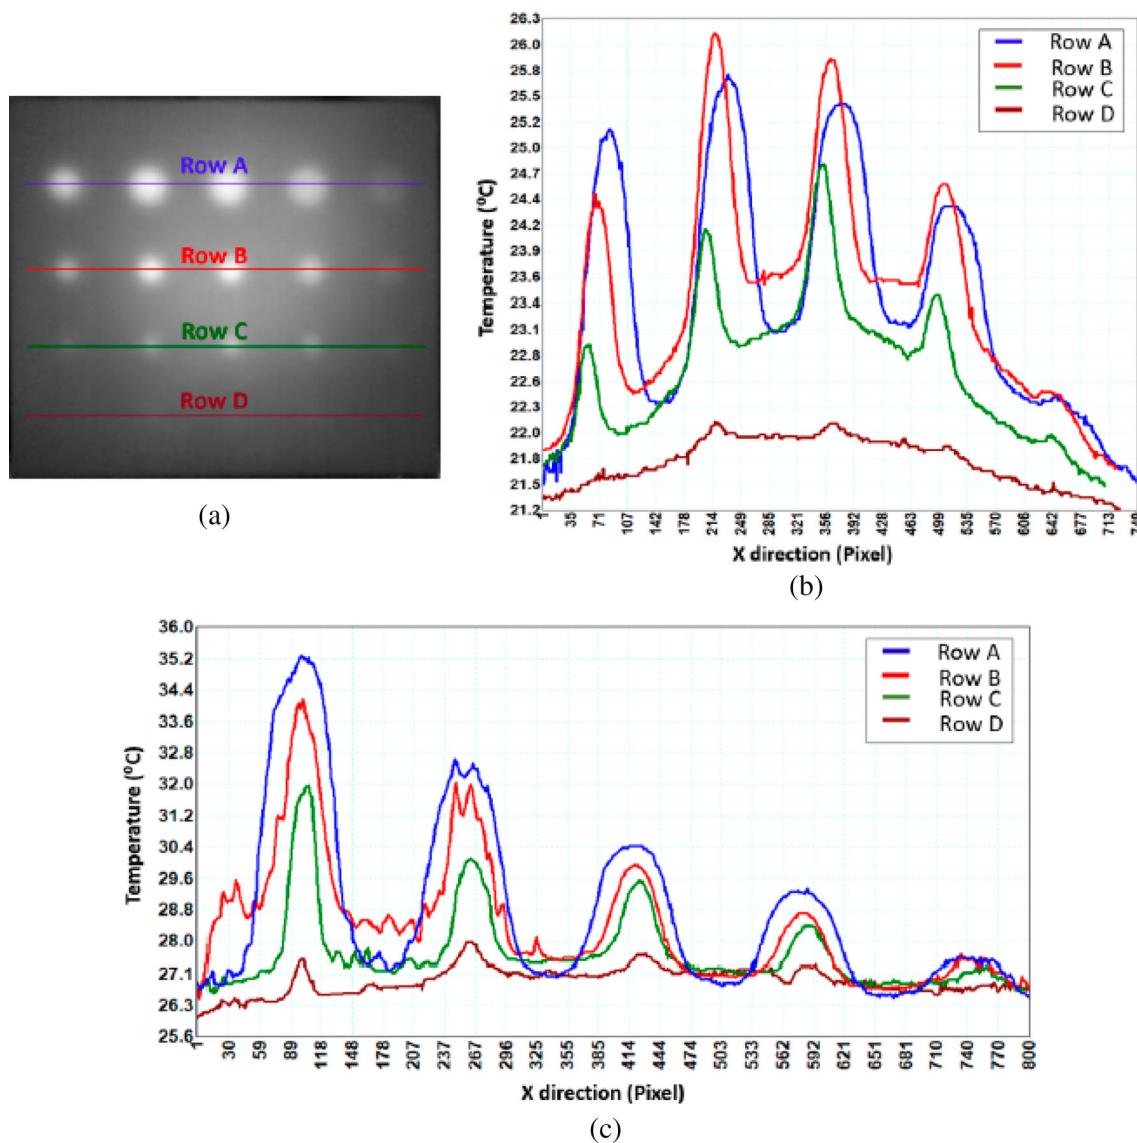 Row A
Row B
Row C
Row D
(a)
26.3
26.0
25.8
25.5
25.2
25.0
24.7
24.4
24.2
23.9
23.6
23.4
23.1
22.8
22.6
22.3
22.0
21.8
21.5
21.2
Temperature (⁰C)
Row A
Row B
Row C
Row D
1 35 71 107 142 178 214 249 285 321 356 392 428 463 499 535 570 606 642 677 713
X direction (Pixel)
(b)
36.0
35.2
34.4
33.6
32.8
32.0
31.2
30.4
29.6
28.8
28.0
27.1
26.3
25.6
Temperature (⁰C)
Row A
Row B
Row C
Row D
1 30 59 89 118 148 178 207 237 267 296 325 355 385 414 444 474 503 533 562 592 621 651 681 710 740 770 800
X direction (Pixel)
(c)